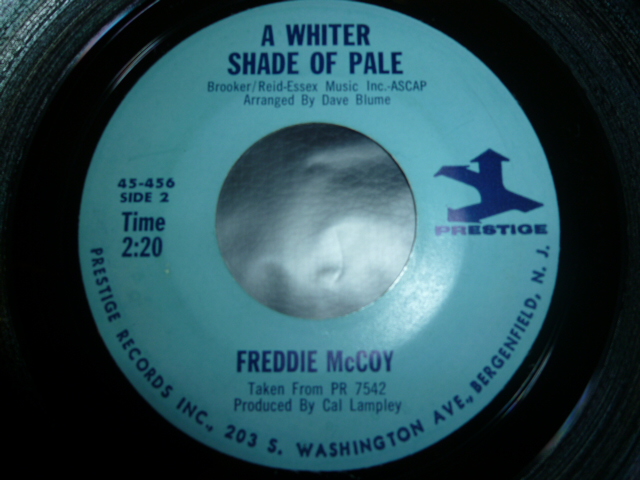 A WHITER
SHADE OF PALE
Brooker/Reid-Essex Music Inc.-ASCAP
Arranged By Dave Blume
45-456
SIDE 2
Time
2:20
PRESTIGE
FREDDIE McCOY
Taken From PR 7542
Produced By Cal Lampley
PRESTIGE RECORDS INC., 203 S. WASHINGTON AVE., BERGENFIELD, N. J.